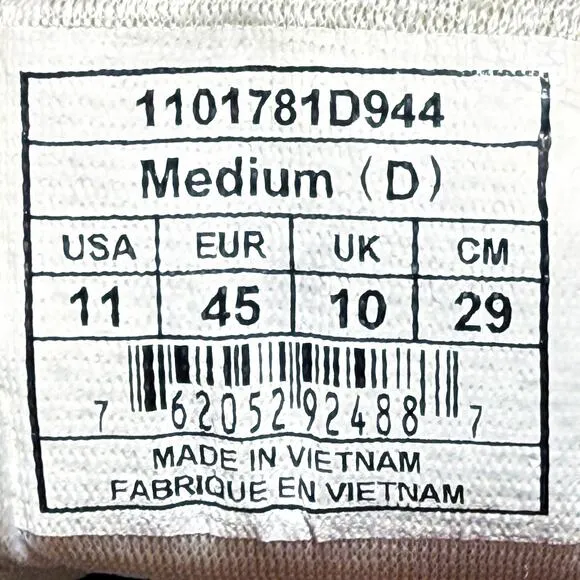 1101781D944
Medium (D)
USA EUR UK CM
11 45 10 29
7 62052 92488 7
MADE IN VIETNAM
FABRIQUE EN VIETNAM